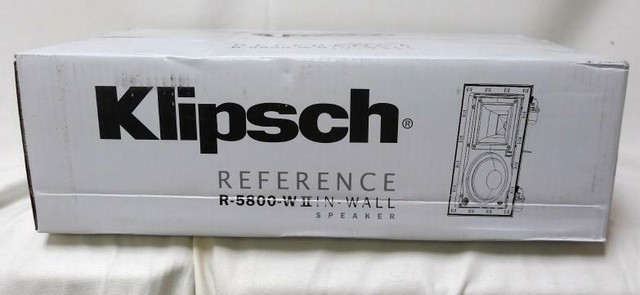 Klipsch®
REFERENCE
R-5800-W II IN-WALL
SPEAKER